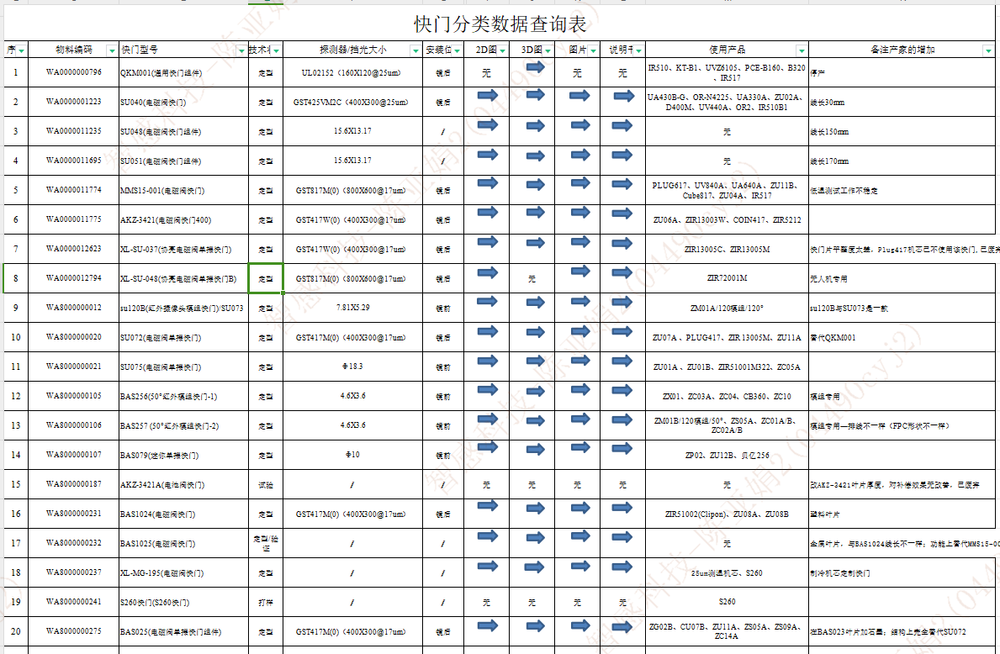 快门分类数据查询表
序 物料编码 快门型号 技术状 探测器/挡光大小 安装位 2D图 3D图 图片 说明书 使用产品 备注产家的增加
1 WA0000000796 QKM001(通用快门组件) 定型 UL02152（160X120@25um） 镜后 无 无 无 IR510、KT-B1、UVZ6105、PCE-B160、B320
、IR517 停产
2 WA0000001223 SU040(电磁阀快门) 定型 GST425VM2C（400X300@25um） 镜后 UA430B-G、OR-N4225、UA330A、ZU02A、
D400M、UV440A、OR2、IR510B1 线长30mm
3 WA0000011235 SU048(电磁阀快门组件) 定型 15.6X13.17 / 无 线长150mm
4 WA0000011695 SU051(电磁阀快门组件) 定型 15.6X13.17 / 无 线长170mm
5 WA0000011774 MMS15-001(电磁阀快门) 定型 GST817M(0)（800X600@17um） 镜后 PLUG617、UV840A、UA640A、ZU11B、
Cube817、ZU04A、IR517 低温测试工作不稳定
6 WA0000011775 AKZ-3421(电磁阀快门400) 定型 GST417W(0)（400X300@17um） 镜后 ZU06A、ZIR13003W、COIN417、ZIR5212
7 WA0000012623 XL-SU-037(协亮电磁阀单操快门) 定型 GST417W(0)（400X300@17um） 镜后 ZIR13005C、ZIR13005M 快门片平整度太差，Plug417机芯已不使用该快门,已废弃
8 WA0000012794 XL-SU-048(协亮电磁阀单操快门B) 定型 GST817M(0)（800X600@17um） 镜后 无 ZIR72001M 无人机专用
9 WA8000000012 su120B(红外摄像头模组快门)/SU073 定型 7.81X5.29 镜后 ZM01A/120模组/120° su120B与SU073是一款
10 WA8000000020 SU072(电磁阀单操快门) 定型 GST417M(0)（400X300@17um） 镜后 ZU07A 、PLUG417、ZIR13005M、ZU11A 替代QKM001
11 WA8000000021 SU075(电磁阀单操快门) 定型 Φ18.3 镜前 ZU01A 、ZU01B、ZIR51001M322、ZC05A
12 WA8000000105 BAS256(50°红外模组快门-1) 定型 4.6X3.6 镜前 ZX01、ZC03A、ZC04、CB360、ZC10 模组专用
13 WA8000000106 BAS257 (50°红外模组快门-2) 定型 4.6X3.6 镜前 ZM01B/120模组/50°、ZS05A、ZC01A/B、
ZC02A/B 模组专用—排线不一样（FPC形状不一样）
14 WA8000000107 BAS079(迷你单操快门) 定型 Φ10 镜前 ZP02、ZU12B、贝亿256
15 WA8000000187 AKZ-3421A(电池阀快门) 试验 / / 无 无 无 无 无 改AKZ-3421叶片厚度，对补偿效果无改善，已废弃
16 WA8000000231 BAS1024(电磁阀快门) 定型 GST417M(0)（400X300@17um） 镜后 ZIR51002(Clipon)、ZU08A、ZU08B 塑料叶片
17 WA8000000232 BAS1025(电磁阀快门) 定型/验
证 / / 无 金属叶片，与BAS1024线长不一样；功能上替代MMS15-00
18 WA8000000237 XL-MG-195(电磁阀快门) 定型 / / 25um测温机芯、S260 制冷机芯定制快门
19 WA8000000241 S260快门(S260快门) 打样 / / 无 无 无 无 S260
20 WA8000000275 BAS025(电磁阀单操快门组件) 定型 GST417M(0)（400X300@17um） 镜后 ZG02B、CU07B、ZU11A、ZS05A、ZS09A、
ZC14A 在BAS023叶片加石墨；结构上完全替代SU072